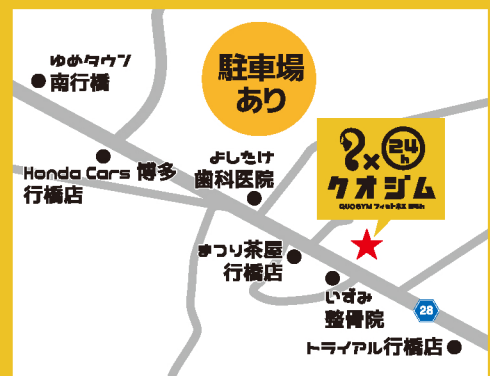 駐車場
あり
ゆめタウン
南行橋
Honda Cars 博多
行橋店
よしたけ
歯科医院
24h
クオジム
まつり茶屋
行橋店
いずみ
整骨院
28
トライアル行橋店